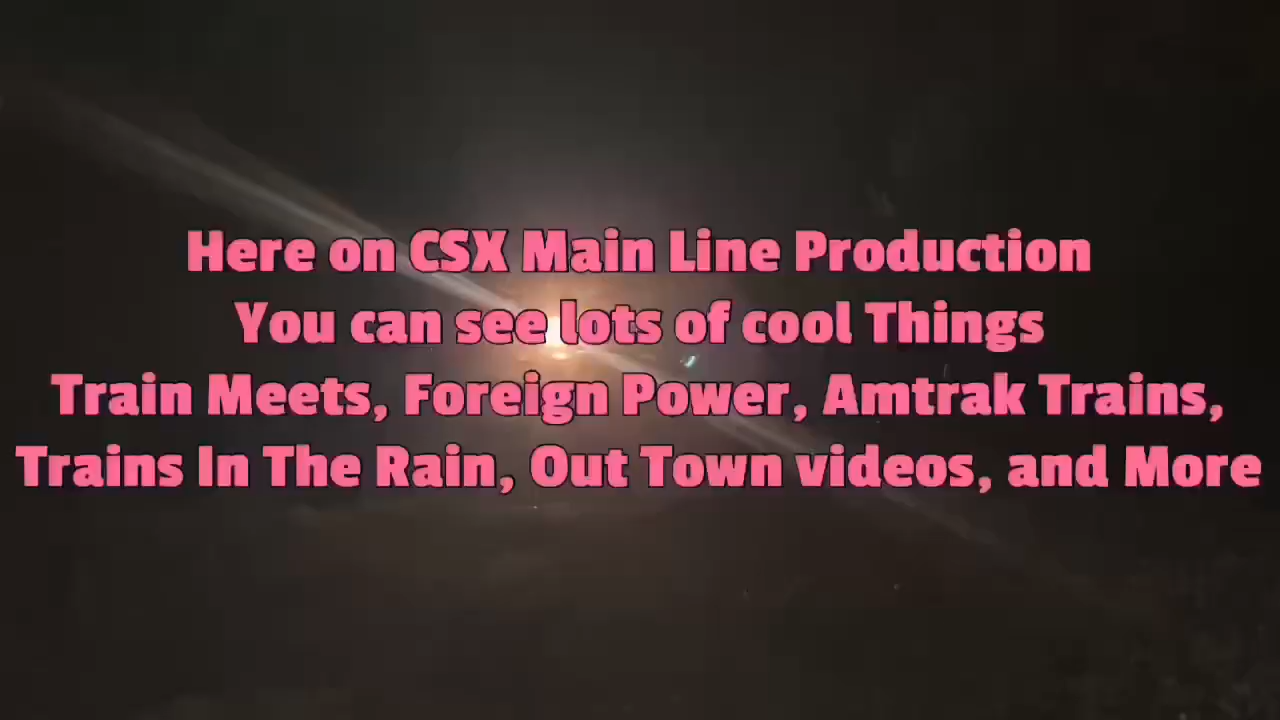 Here on CSX Main Line Production
You can see lots of cool Things
Train Meets, Foreign Power, Amtrak Trains,
Trains In The Rain, Out Town videos, and More